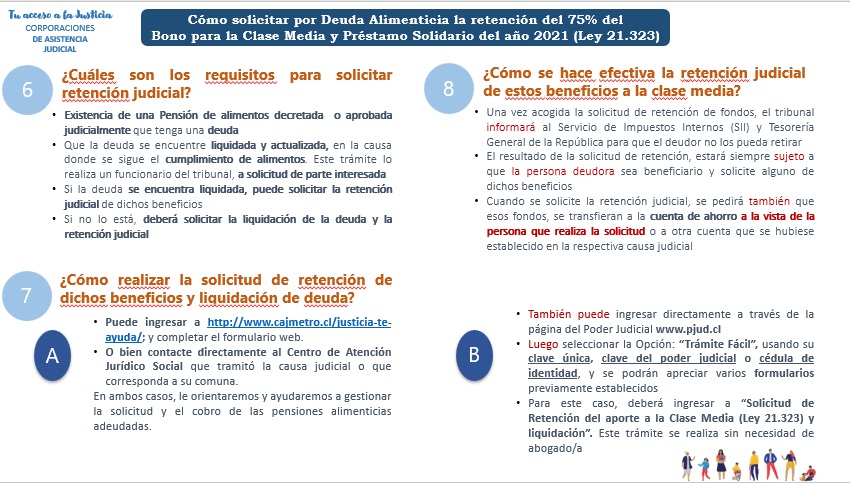 Tu acceso a la Justicia
CORPORACIONES
DE ASISTENCIA
JUDICIAL
Cómo solicitar por Deuda Alimenticia la retención del 75% del
Bono para la Clase Media y Préstamo Solidario del año 2021 (Ley 21.323)
6
¿Cuáles son los requisitos para solicitar
retención judicial?
• Existencia de una Pensión de alimentos decretada o aprobada
judicialmente que tenga una deuda
• Que la deuda se encuentre liquidada y actualizada, en la causa
donde se sigue el cumplimiento de alimentos. Este trámite lo
realiza un funcionario del tribunal, a solicitud de parte interesada
• Si la deuda se encuentra liquidada, puede solicitar la retención
judicial de dichos beneficios
• Si no lo está, deberá solicitar la liquidación de la deuda y la
retención judicial
7
¿Cómo realizar la solicitud de retención de
dichos beneficios y liquidación de deuda?
A
• Puede ingresar a http://www.cajmetro.cl/justicia-te-
ayuda/; y completar el formulario web.
• O bien contacte directamente al Centro de Atención
Jurídico Social que tramitó la causa judicial o que
corresponda a su comuna.
En ambos casos, le orientaremos y ayudaremos a gestionar
la solicitud y el cobro de las pensiones alimenticias
adeudadas.
8
¿Cómo se hace efectiva la retención judicial
de estos beneficios a la clase media?
• Una vez acogida la solicitud de retención de fondos, el tribunal
informará al Servicio de Impuestos Internos (SII) y Tesorería
General de la República para que el deudor no los pueda retirar
• El resultado de la solicitud de retención, estará siempre sujeto a
que la persona deudora sea beneficiario y solicite alguno de
dichos beneficios
• Cuando se solicite la retención judicial, se pedirá también que
esos fondos, se transfieran a la cuenta de ahorro a la vista de la
persona que realiza la solicitud o a otra cuenta que se hubiese
establecido en la respectiva causa judicial
B
• También puede ingresar directamente a través de la
página del Poder Judicial www.pjud.cl
• Luego seleccionar la Opción: “Trámite Fácil”, usando su
clave única, clave del poder judicial o cédula de
identidad, y se podrán apreciar varios formularios
previamente establecidos
• Para este caso, deberá ingresar a “Solicitud de
Retención del aporte a la Clase Media (Ley 21.323) y
liquidación”. Este trámite se realiza sin necesidad de
abogado/a